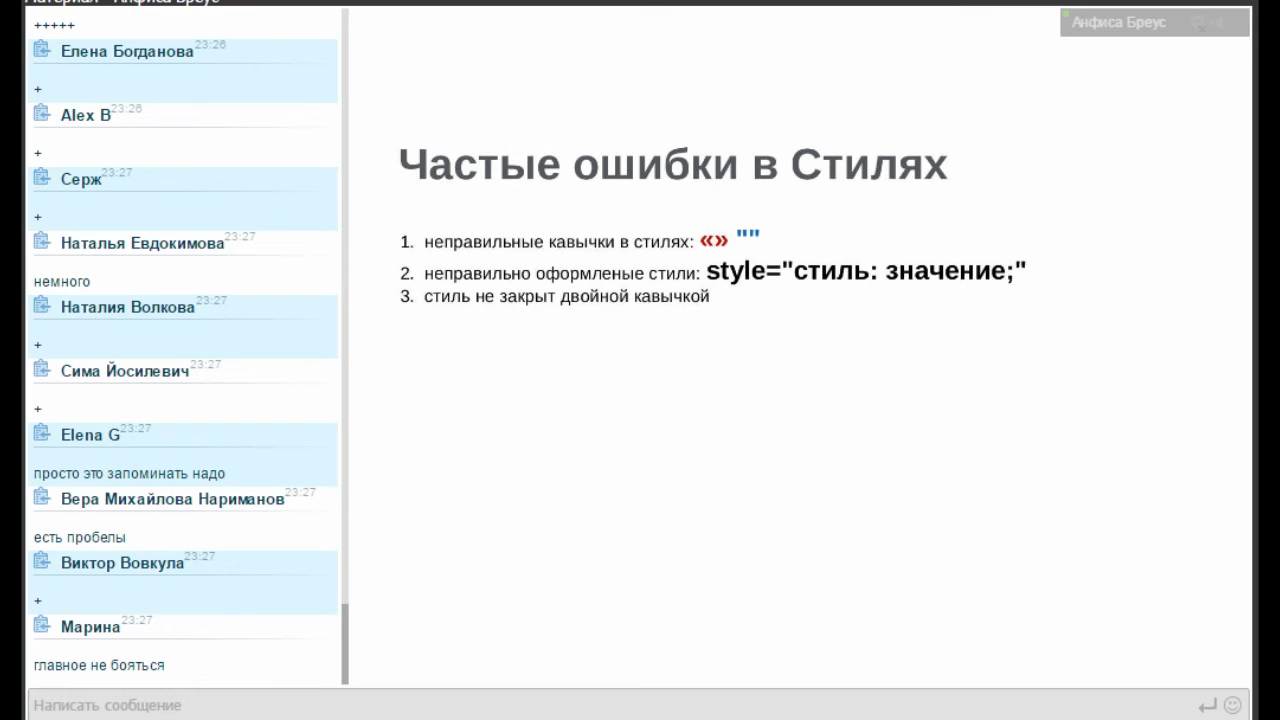 Материал - Анфиса Бреус
+++++
Елена Богданова 23:26
+
Alex B 23:26
+
Серж 23:27
+
Наталья Евдокимова 23:27
немного
Наталия Волкова 23:27
+
Сима Йосилевич 23:27
+
Elena G 23:27
просто это запоминать надо
Вера Михайлова Нариманов 23:27
есть пробелы
Виктор Вовкула 23:27
+
Марина 23:27
главное не бояться
Написать сообщение
Анфиса Бреус
Частые ошибки в Стилях
1. неправильные кавычки в стилях: «» ""
2. неправильно оформленые стили: style="стиль: значение;"
3. стиль не закрыт двойной кавычкой